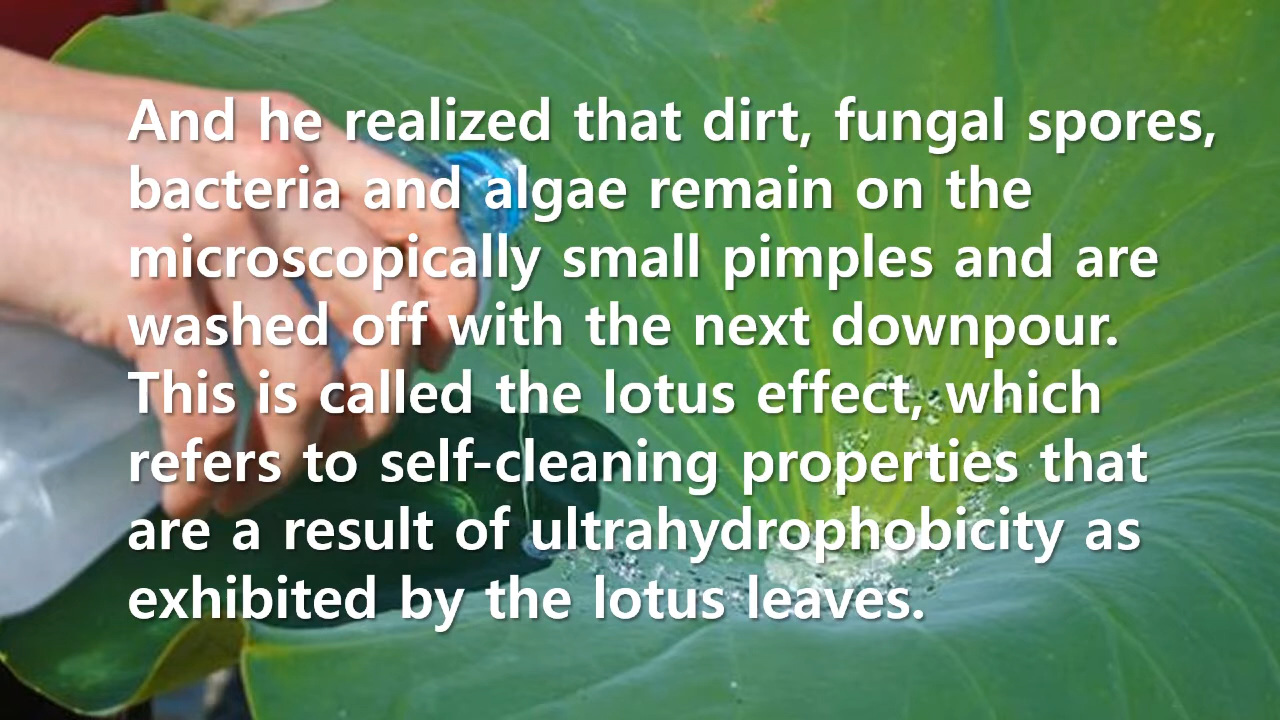 And he realized that dirt, fungal spores,
bacteria and algae remain on the
microscopically small pimples and are
washed off with the next downpour.
This is called the lotus effect, which
refers to self-cleaning properties that
are a result of ultrahydrophobicity as
exhibited by the lotus leaves.